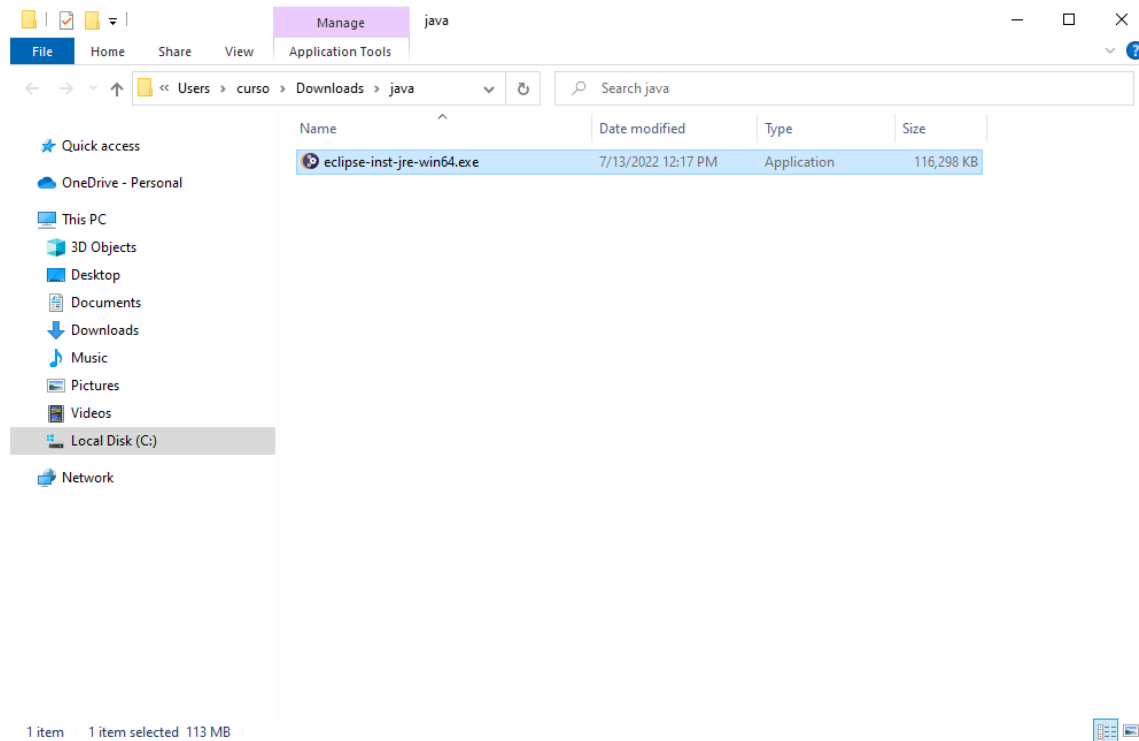 Manage java
File Home Share View Application Tools
« Users › curso › Downloads › java Search java
Name Date modified Type Size
eclipse-inst-jre-win64.exe 7/13/2022 12:17 PM Application 116,298 KB
Quick access
OneDrive - Personal
This PC
3D Objects
Desktop
Documents
Downloads
Music
Pictures
Videos
Local Disk (C:)
Network
1 item 1 item selected 113 MB